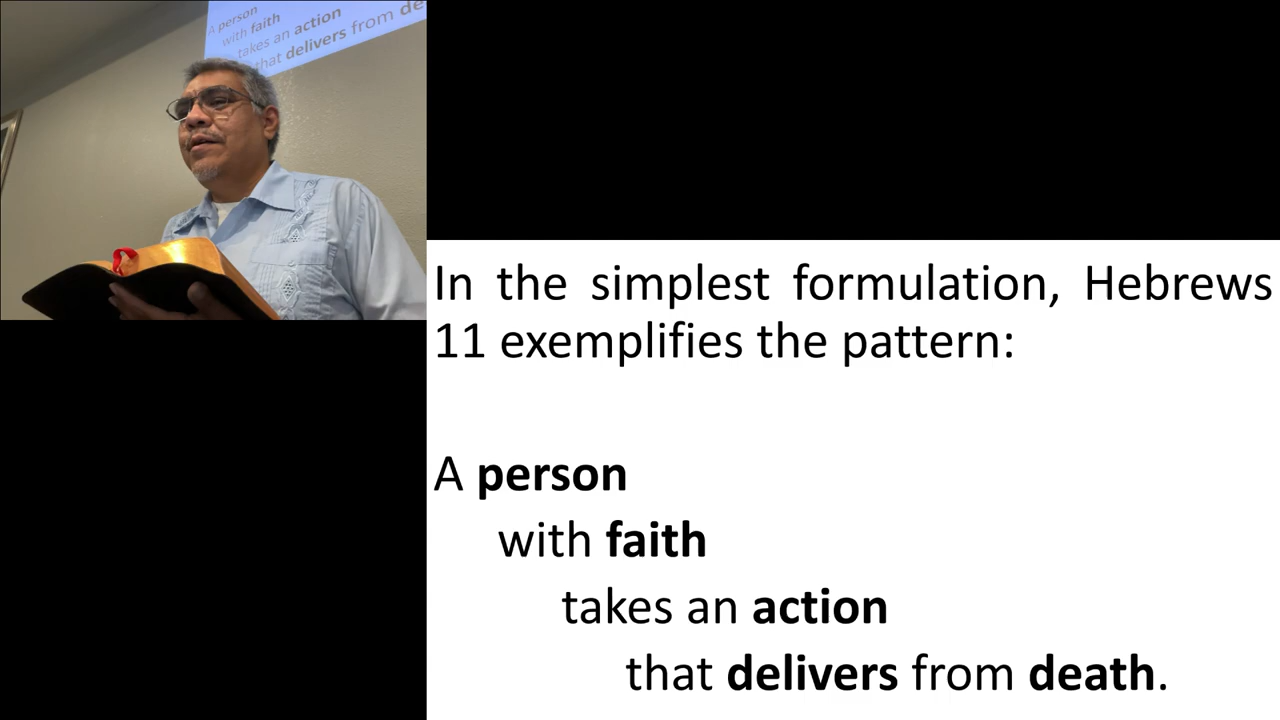 A person
with faith
takes an action
that delivers from de
In the simplest formulation, Hebrews
11 exemplifies the pattern:
A person
with faith
takes an action
that delivers from death.